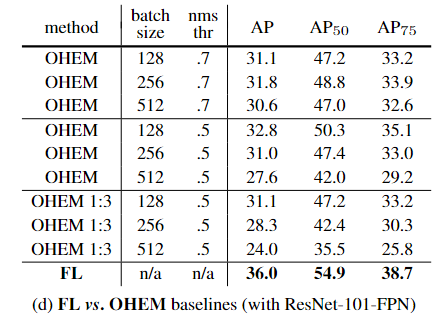 method batch size nms thr AP AP50 AP75
OHEM 128 .7 31.1 47.2 33.2
OHEM 256 .7 31.8 48.8 33.9
OHEM 512 .7 30.6 47.0 32.6
OHEM 128 .5 32.8 50.3 35.1
OHEM 256 .5 31.0 47.4 33.0
OHEM 512 .5 27.6 42.0 29.2
OHEM 1:3 128 .5 31.1 47.2 33.2
OHEM 1:3 256 .5 28.3 42.4 30.3
OHEM 1:3 512 .5 24.0 35.5 25.8
FL n/a n/a 36.0 54.9 38.7
(d) FL vs. OHEM baselines (with ResNet-101-FPN)